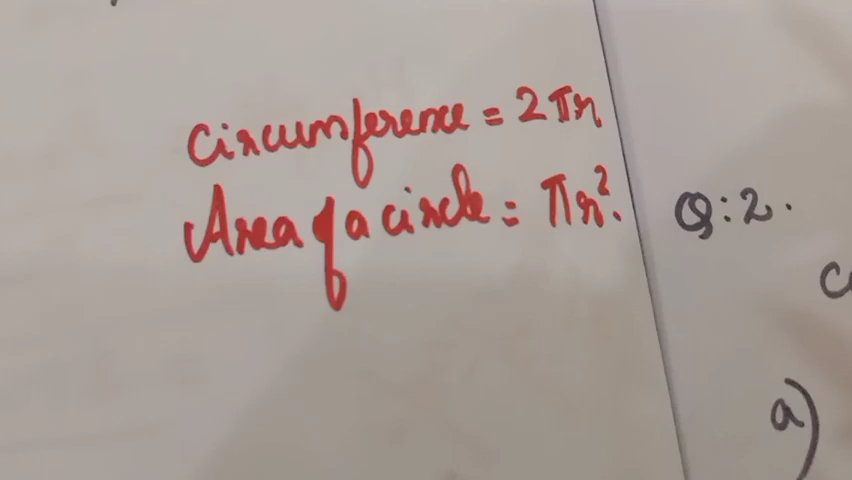 Circumference = 2πr
Area of a circle = πr².
Q:2.
a)